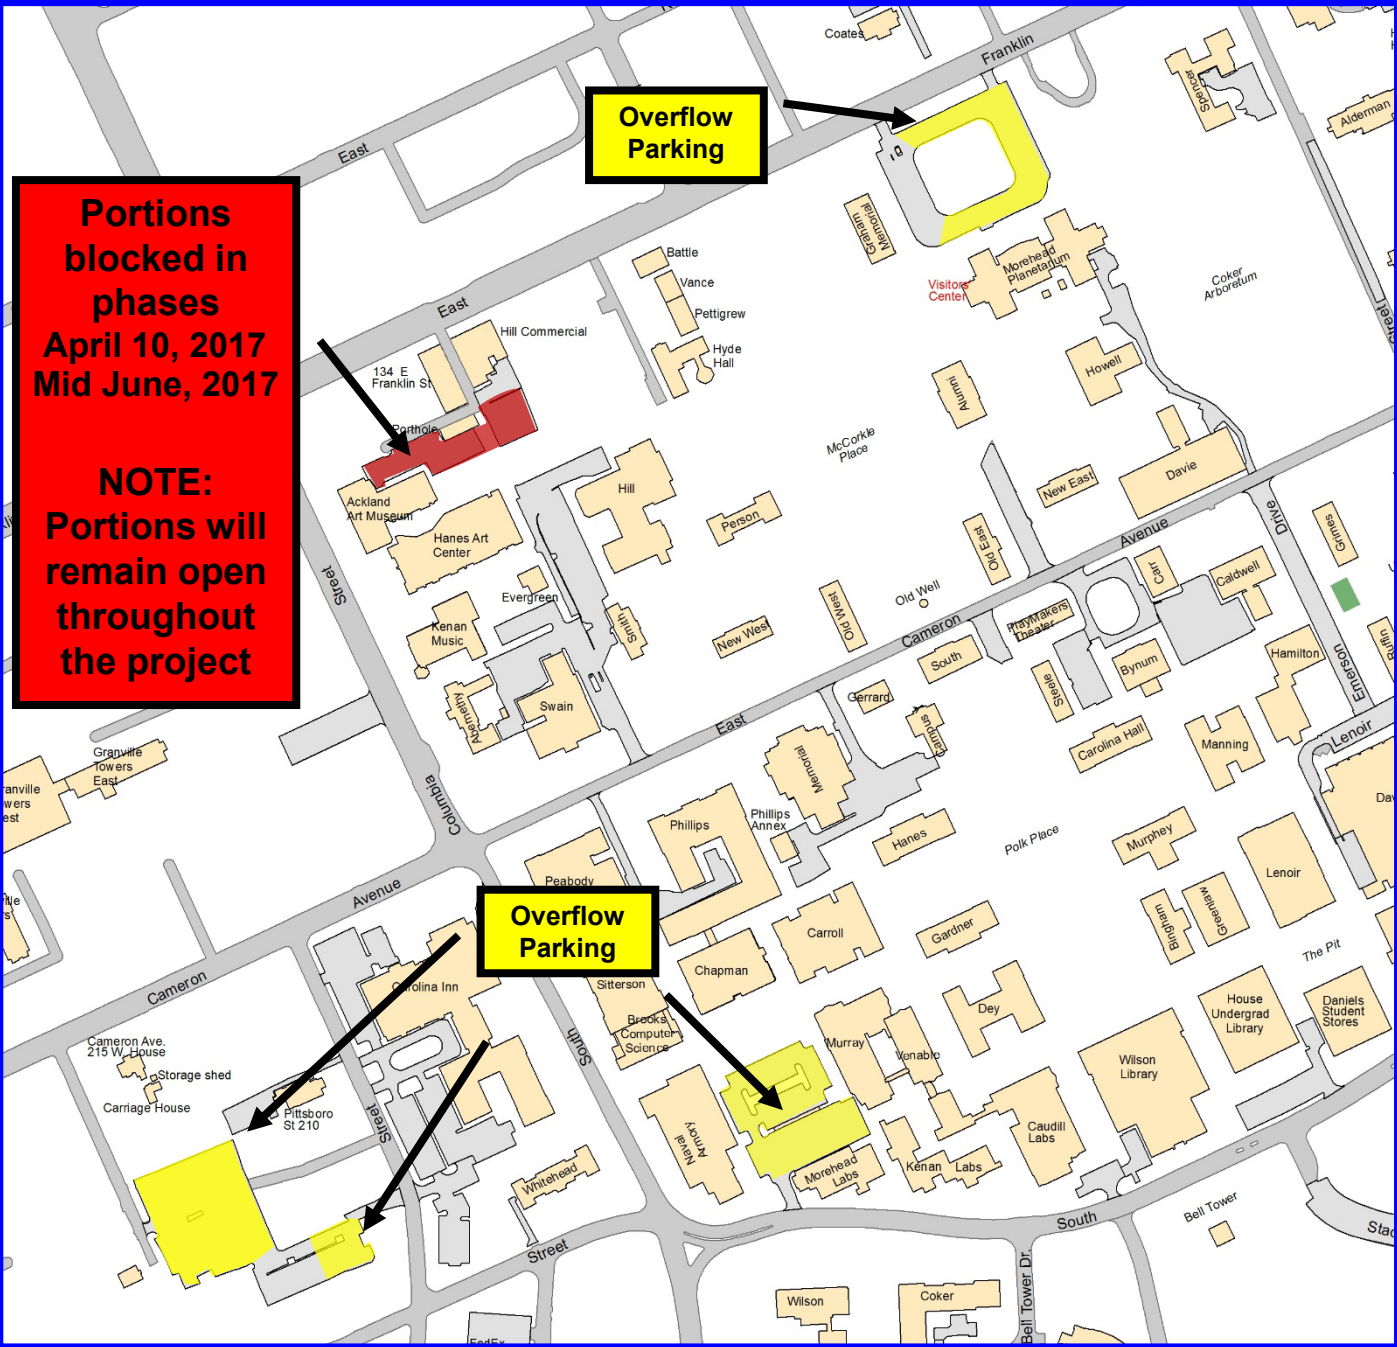 Coates
Franklin
Spencer
Alderman
Overflow
Parking
East
Portions
blocked in
phases
April 10, 2017
Mid June, 2017
NOTE:
Portions will
remain open
throughout
the project
Graham
Memorial
Battle
Vance
Pettigrew
Hyde
Hall
Morehead
Planetarium
Visitors
Center
Coker
Arboretum
Street
East
Hill Commercial
134 E
Franklin St
Porthole
Howell
Alumni
McCorkle
Place
Ackland
Art Museum
Hanes Art
Center
Hill
Person
New East
Davie
Avenue
Drive
Grimes
Old East
Carr
Caldwell
Street
Evergreen
Kenan
Music
Smith
New West
Old West
Old Well
Cameron
PlayMakers
Theater
South
Steele
Bynum
Hamilton
Ruffin
Emerson
Abernethy
Swain
East
Gerrard
Campus
Memorial
Carolina Hall
Manning
Lenoir
Granville
Towers
East
Columbia
Phillips
Phillips
Annex
Hanes
Polk Place
Murphey
Lenoir
Peabody
Avenue
Overflow
Parking
Carroll
Gardner
Bingham
Greenlaw
The Pit
Cameron
Carolina Inn
Sitterson
Chapman
Brooks
Computer
Science
Dey
House
Undergrad
Library
Daniels
Student
Stores
Cameron Ave.
215 W. House
Storage shed
Carriage House
Pittsboro
St 210
Street
South
Murray
Venable
Wilson
Library
Naval
Armory
Morehead
Labs
Kenan Labs
Caudill
Labs
Whitehead
Street
South
Bell Tower
Stad
Bell Tower Dr.
Wilson
Coker
FedEx